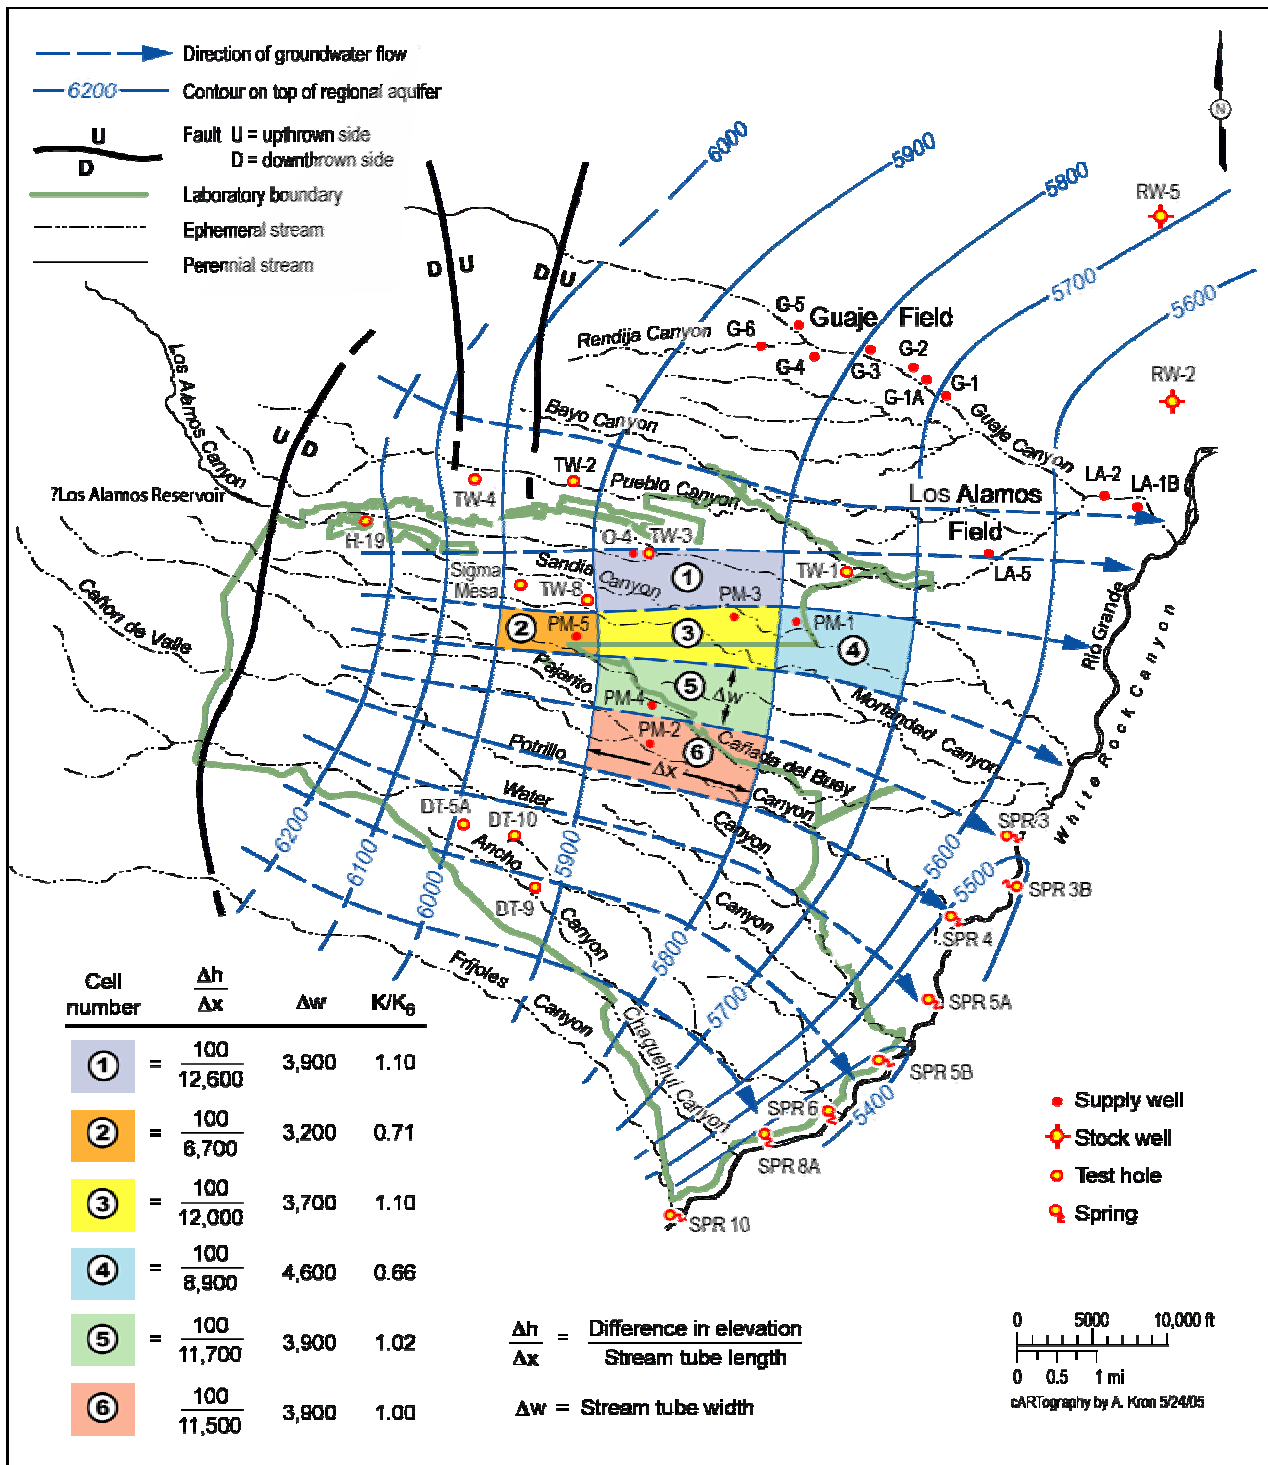 Direction of groundwater flow
6200
Contour on top of regional aquifer
U
D
Fault U = upthrown side
D = downthrown side
Laboratory boundary
Ephemeral stream
Perennial stream
N
6000
5900
5800
5700
5600
RW-5
RW-2
D U
D U
U D
G-5
Guaje Field
G-6
Rendija Canyon
G-4
G-3
G-2
G-1A
G-1
Guaje Canyon
Los Alamos Canyon
?Los Alamos Reservoir
Bayo Canyon
TW-4
TW-2
Pueblo Canyon
Los Alamos
Field
LA-2
LA-1B
LA-5
H-19
O-4
TW-3
TW-1
Sigma
Mesa
Sandia Canyon
TW-8
1
PM-3
PM-1
2
PM-5
3
4
Cañon de Valle
Pajarito
5
Δw
PM-4
PM-2
6
Δx
Cañada del Buey
Mortandad Canyon
Rio Grande
White Rock Canyon
Potrillo
Canyon
Water
Canyon
DT-5A
DT-10
Ancho
Canyon
DT-9
Canyon
Frijoles
Canyon
Chaquehui Canyon
6200
6100
6000
5900
5800
5700
5600
5500
5400
SPR 3
SPR 3B
SPR 4
SPR 5A
SPR 5B
SPR 6
SPR 8A
SPR 10
Cell
number
Δh
Δx
Δw
K/K6
1 = 100
12,600
3,900 1.10
2 = 100
6,700
3,200 0.71
3 = 100
12,000
3,700 1.10
4 = 100
8,900
4,600 0.66
5 = 100
11,700
3,900 1.02
6 100
11,500
3,900 1.00
Δh = Difference in elevation
Δx Stream tube length
Δw = Stream tube width
Supply well
Stock well
Test hole
Spring
0 5000 10,000 ft
0 0.5 1 mi
cARTography by A. Kron 5/24/05